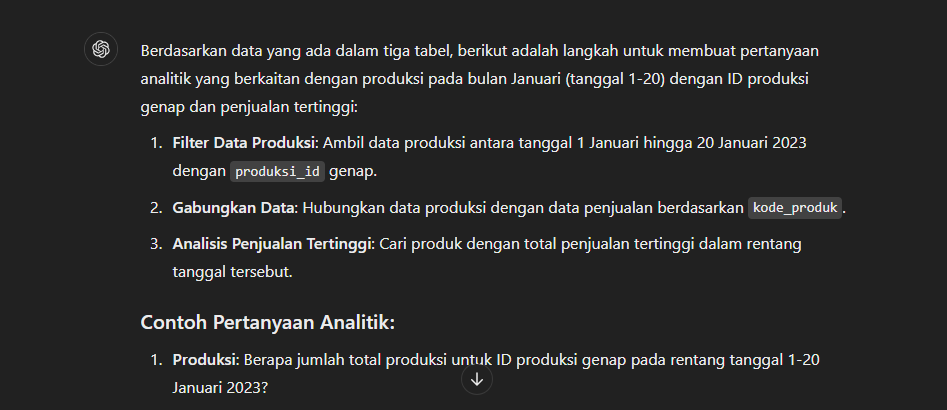 Berdasarkan data yang ada dalam tiga tabel, berikut adalah langkah untuk membuat pertanyaan
analitik yang berkaitan dengan produksi pada bulan Januari (tanggal 1-20) dengan ID produksi
genap dan penjualan tertinggi:
1. Filter Data Produksi: Ambil data produksi antara tanggal 1 Januari hingga 20 Januari 2023
dengan produksi_id genap.
2. Gabungkan Data: Hubungkan data produksi dengan data penjualan berdasarkan kode_produk.
3. Analisis Penjualan Tertinggi: Cari produk dengan total penjualan tertinggi dalam rentang
tanggal tersebut.
Contoh Pertanyaan Analitik:
1. Produksi: Berapa jumlah total produksi untuk ID produksi genap pada rentang tanggal 1-20
Januari 2023?